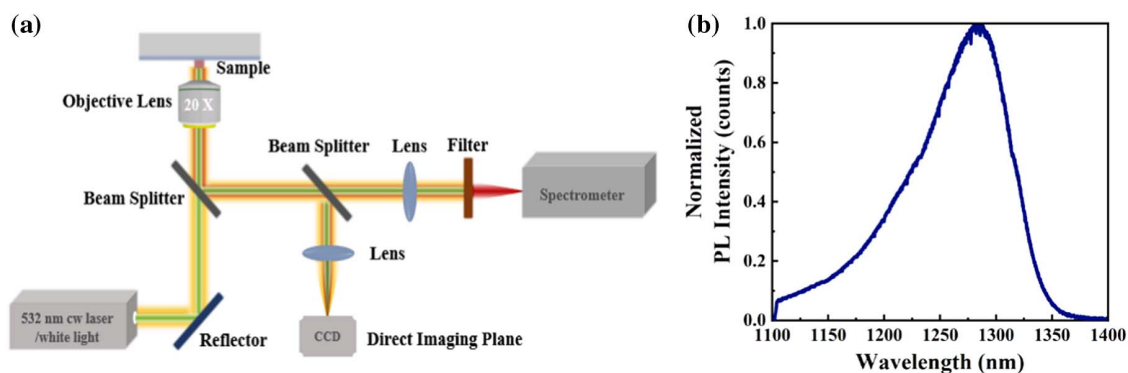 (a)
Sample
Objective Lens
20 X
Beam Splitter
Lens
Filter
Beam Splitter
Spectrometer
Lens
532 nm cw laser
/white light
Reflector
CCD
Direct Imaging Plane
(b)
Normalized
PL Intensity (counts)
1.0
0.8
0.6
0.4
0.2
0.0
1100 1150 1200 1250 1300 1350 1400
Wavelength (nm)